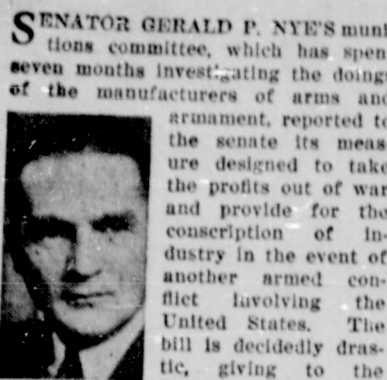 SENATOR GERALD P. NYE'S muni
tions committee, which has spen
seven months investigating the doing
of the manufacturers of arms an
armament, reported to
the senate its meas-
ure designed to take
the profits out of war
and provide for the
conscription of in-
dustry in the event of
another armed con-
flict involving the
United States. The
bill is decidedly dras-
tic, giving to the